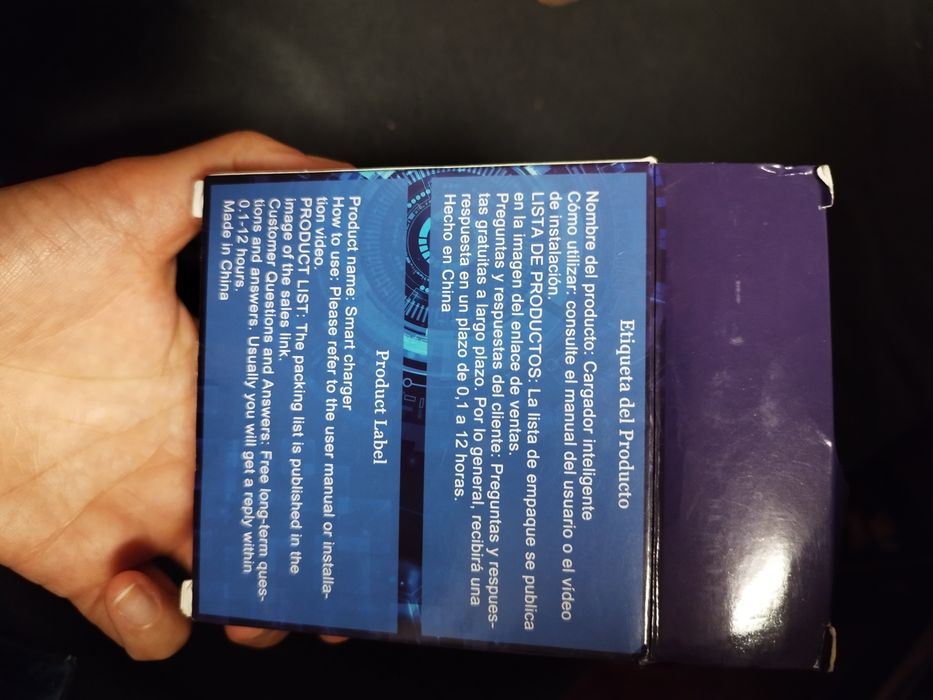 Etiqueta del Producto
Nombre del producto: Cargador inteligente
Cómo utilizar: consulte el manual del usuario o el vídeo
de instalación.
LISTA DE PRODUCTOS: La lista de empaque se publica
en la imagen del enlace de ventas.
Preguntas y respuestas del cliente: Preguntas y respues-
tas gratuitas a largo plazo. Por lo general, recibirá una
respuesta en un plazo de 0,1 a 12 horas.
Hecho en China
Product Label
Product name: Smart charger
How to use: Please refer to the user manual or installa-
tion video.
PRODUCT LIST: The packing list is published in the
image of the sales link.
Customer Questions and Answers: Free long-term ques-
tions and answers. Usually you will get a reply within
0.1-12 hours.
Made in China